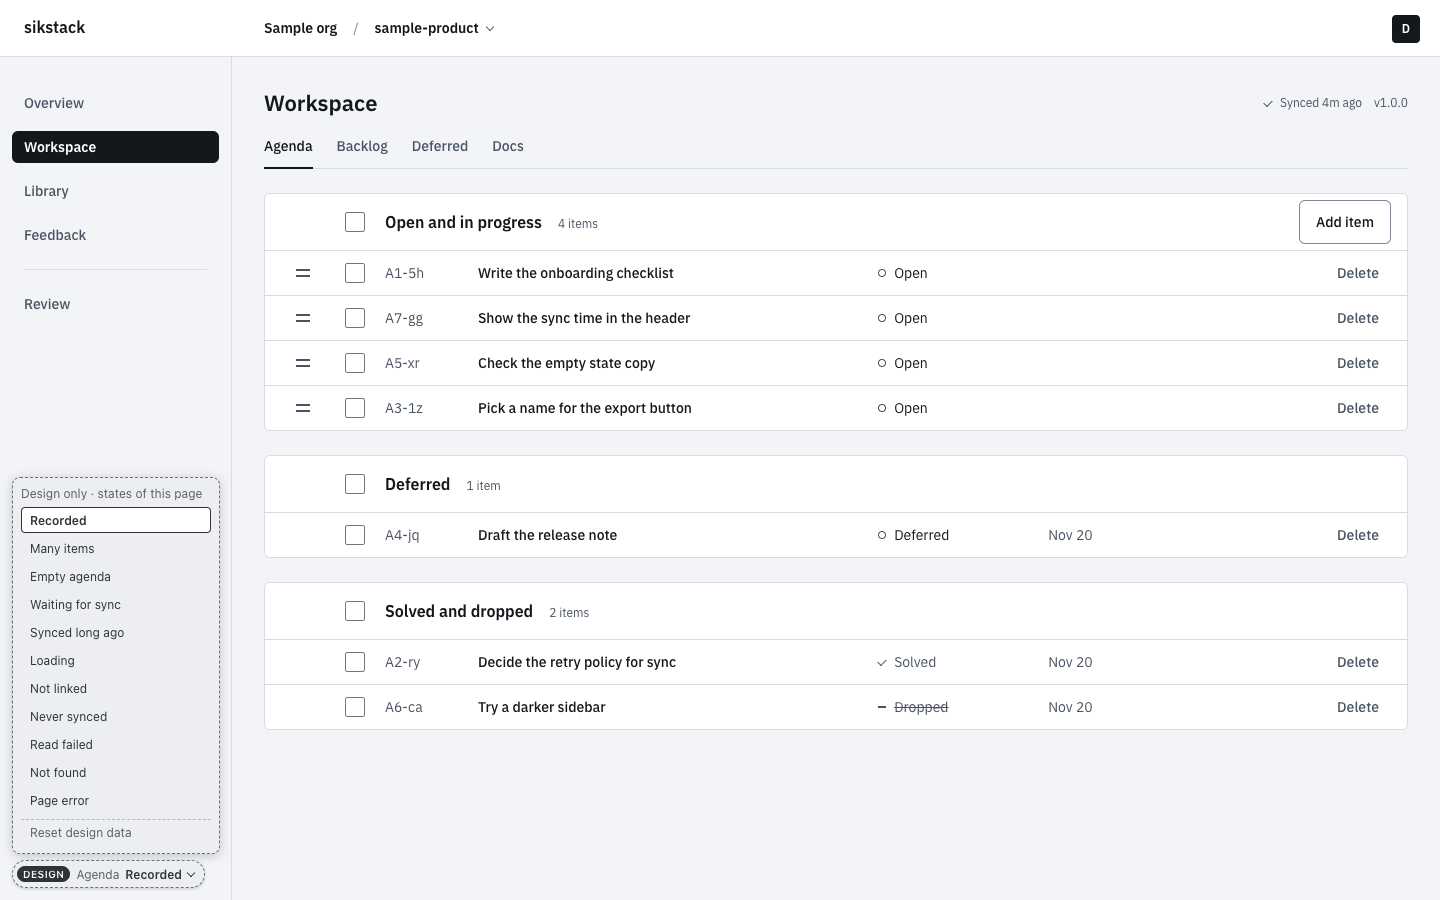 sikstack
Sample org / sample-product
D
Overview
Workspace
Library
Feedback
Review
Workspace
Synced 4m ago v1.0.0
Agenda Backlog Deferred Docs
Open and in progress 4 items Add item
A1-5h Write the onboarding checklist Open Delete
A7-gg Show the sync time in the header Open Delete
A5-xr Check the empty state copy Open Delete
A3-1z Pick a name for the export button Open Delete
Deferred 1 item
A4-jq Draft the release note Deferred Nov 20 Delete
Solved and dropped 2 items
A2-ry Decide the retry policy for sync Solved Nov 20 Delete
A6-ca Try a darker sidebar Dropped Nov 20 Delete
Design only · states of this page
Recorded
Many items
Empty agenda
Waiting for sync
Synced long ago
Loading
Not linked
Never synced
Read failed
Not found
Page error
Reset design data
DESIGN Agenda Recorded